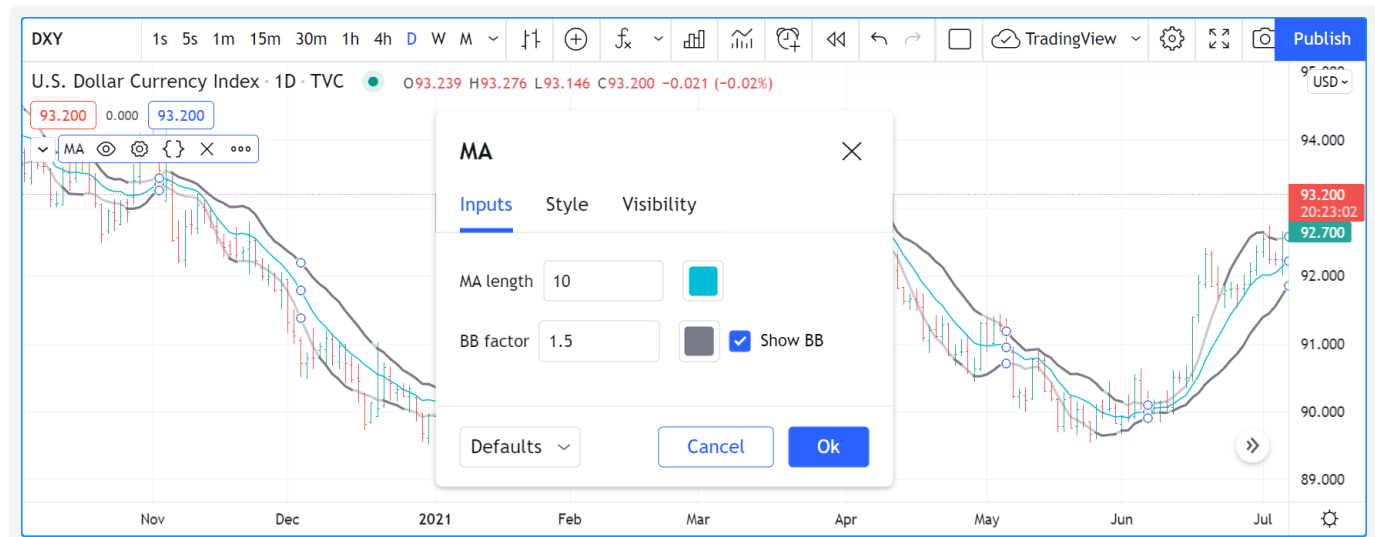 DXY 1s 5s 1m 15m 30m 1h 4h D W M fx TradingView Publish
U.S. Dollar Currency Index · 1D · TVC O93.239 H93.276 L93.146 C93.200 −0.021 (−0.02%)
95.000
USD
93.200 0.000 93.200
MA
94.000
93.200
20:23:02
92.700
92.000
91.000
90.000
89.000
MA
Inputs Style Visibility
MA length 10
BB factor 1.5 Show BB
Defaults Cancel Ok
Nov Dec 2021 Feb Mar Apr May Jun Jul